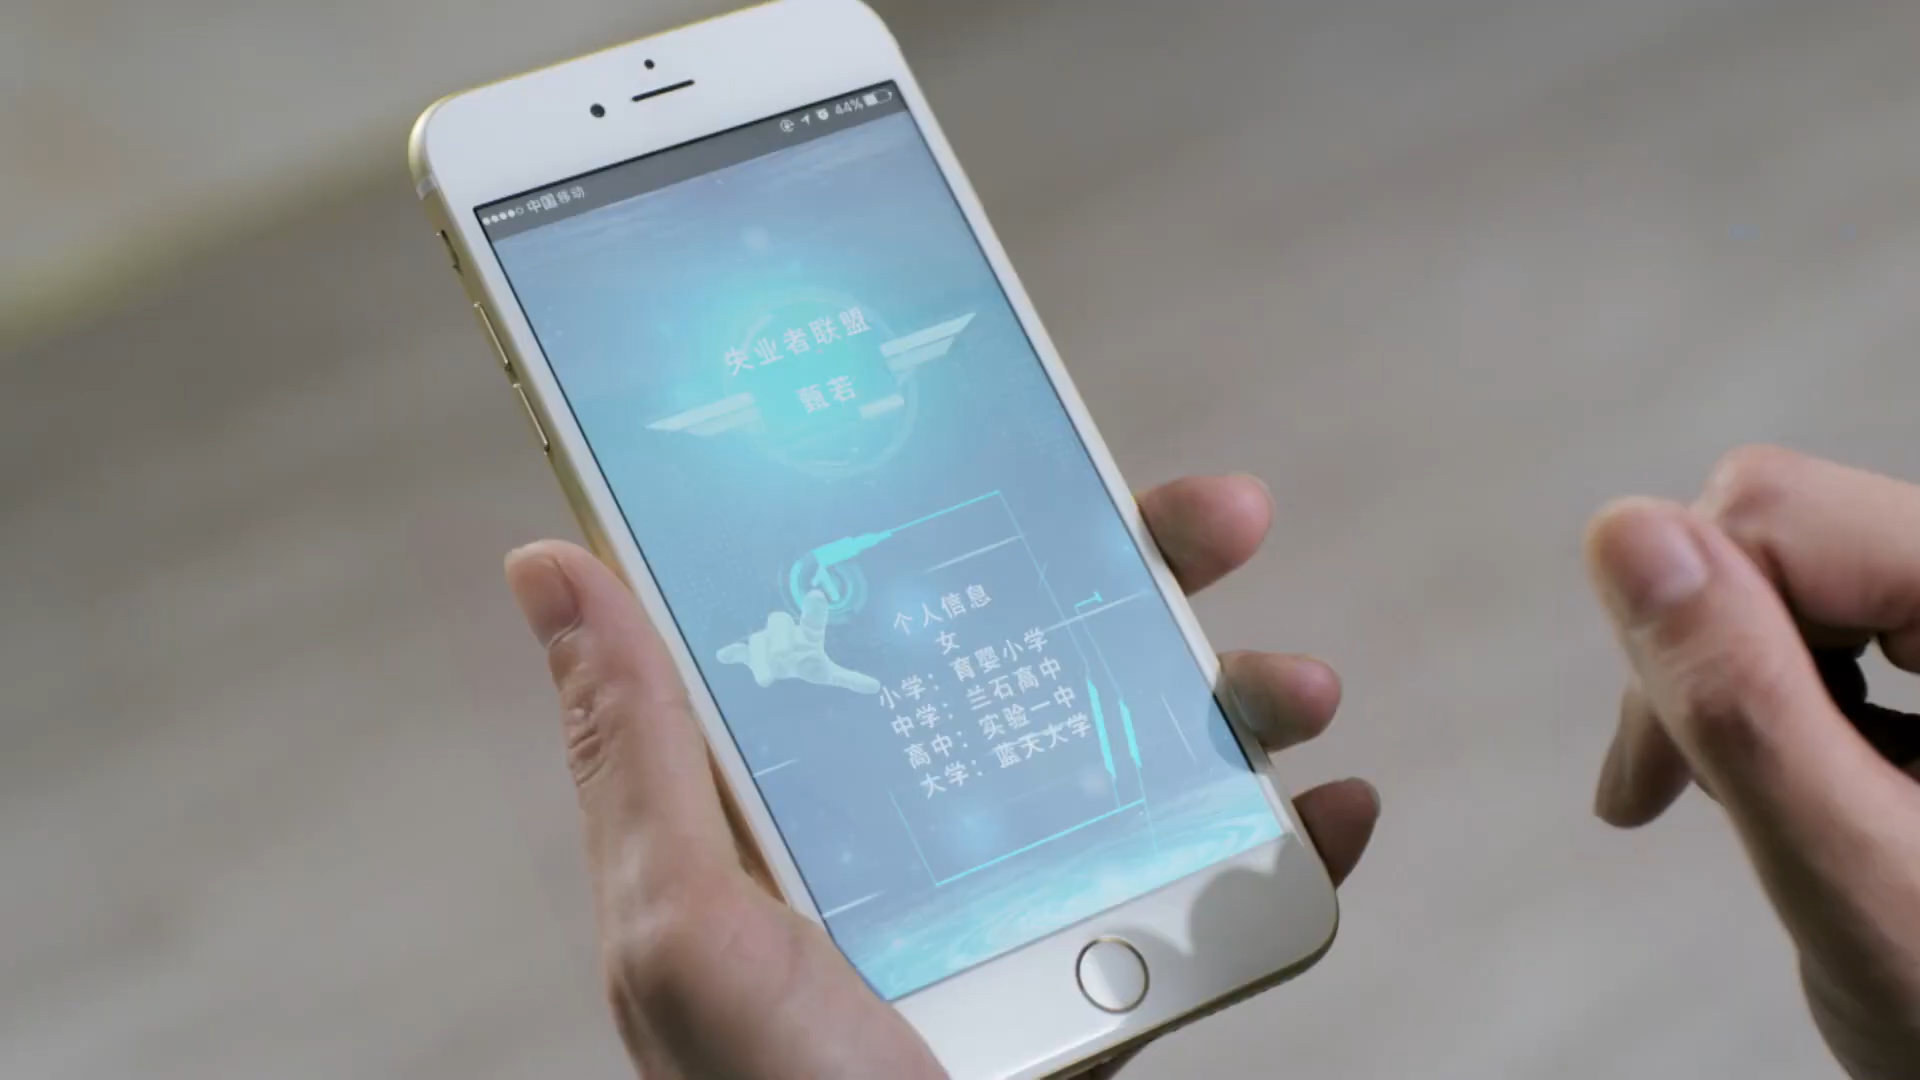 中国移动
44%
失业者联盟
甄若
个人信息
女
小学：育婴小学
中学：兰石高中
高中：实验一中
大学：蓝天大学